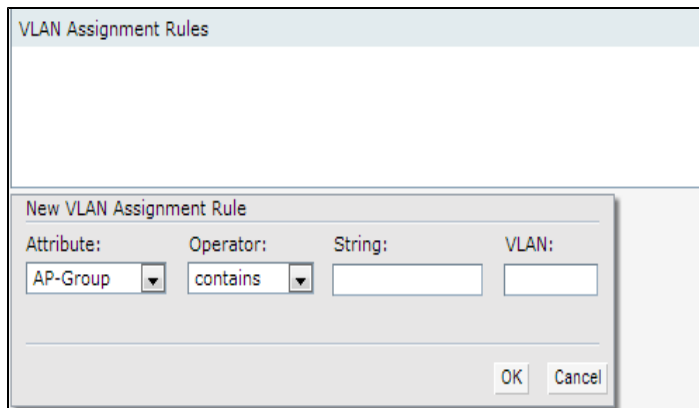 VLAN Assignment Rules
New VLAN Assignment Rule
Attribute: Operator: String: VLAN:
AP-Group contains
OK Cancel